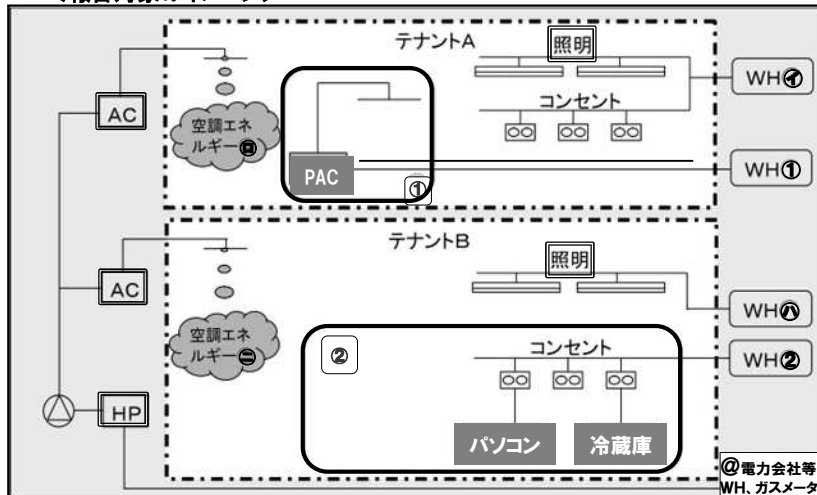 テナントA
照明
WH㋑
AC
コンセント
空調エネ
ルギー㋺
PAC
①
WH①
テナントB
照明
AC
WH㋩
空調エネ
ルギー㋥
②
コンセント
WH②
HP
パソコン
冷蔵庫
@電力会社等
WH、ガスメータ